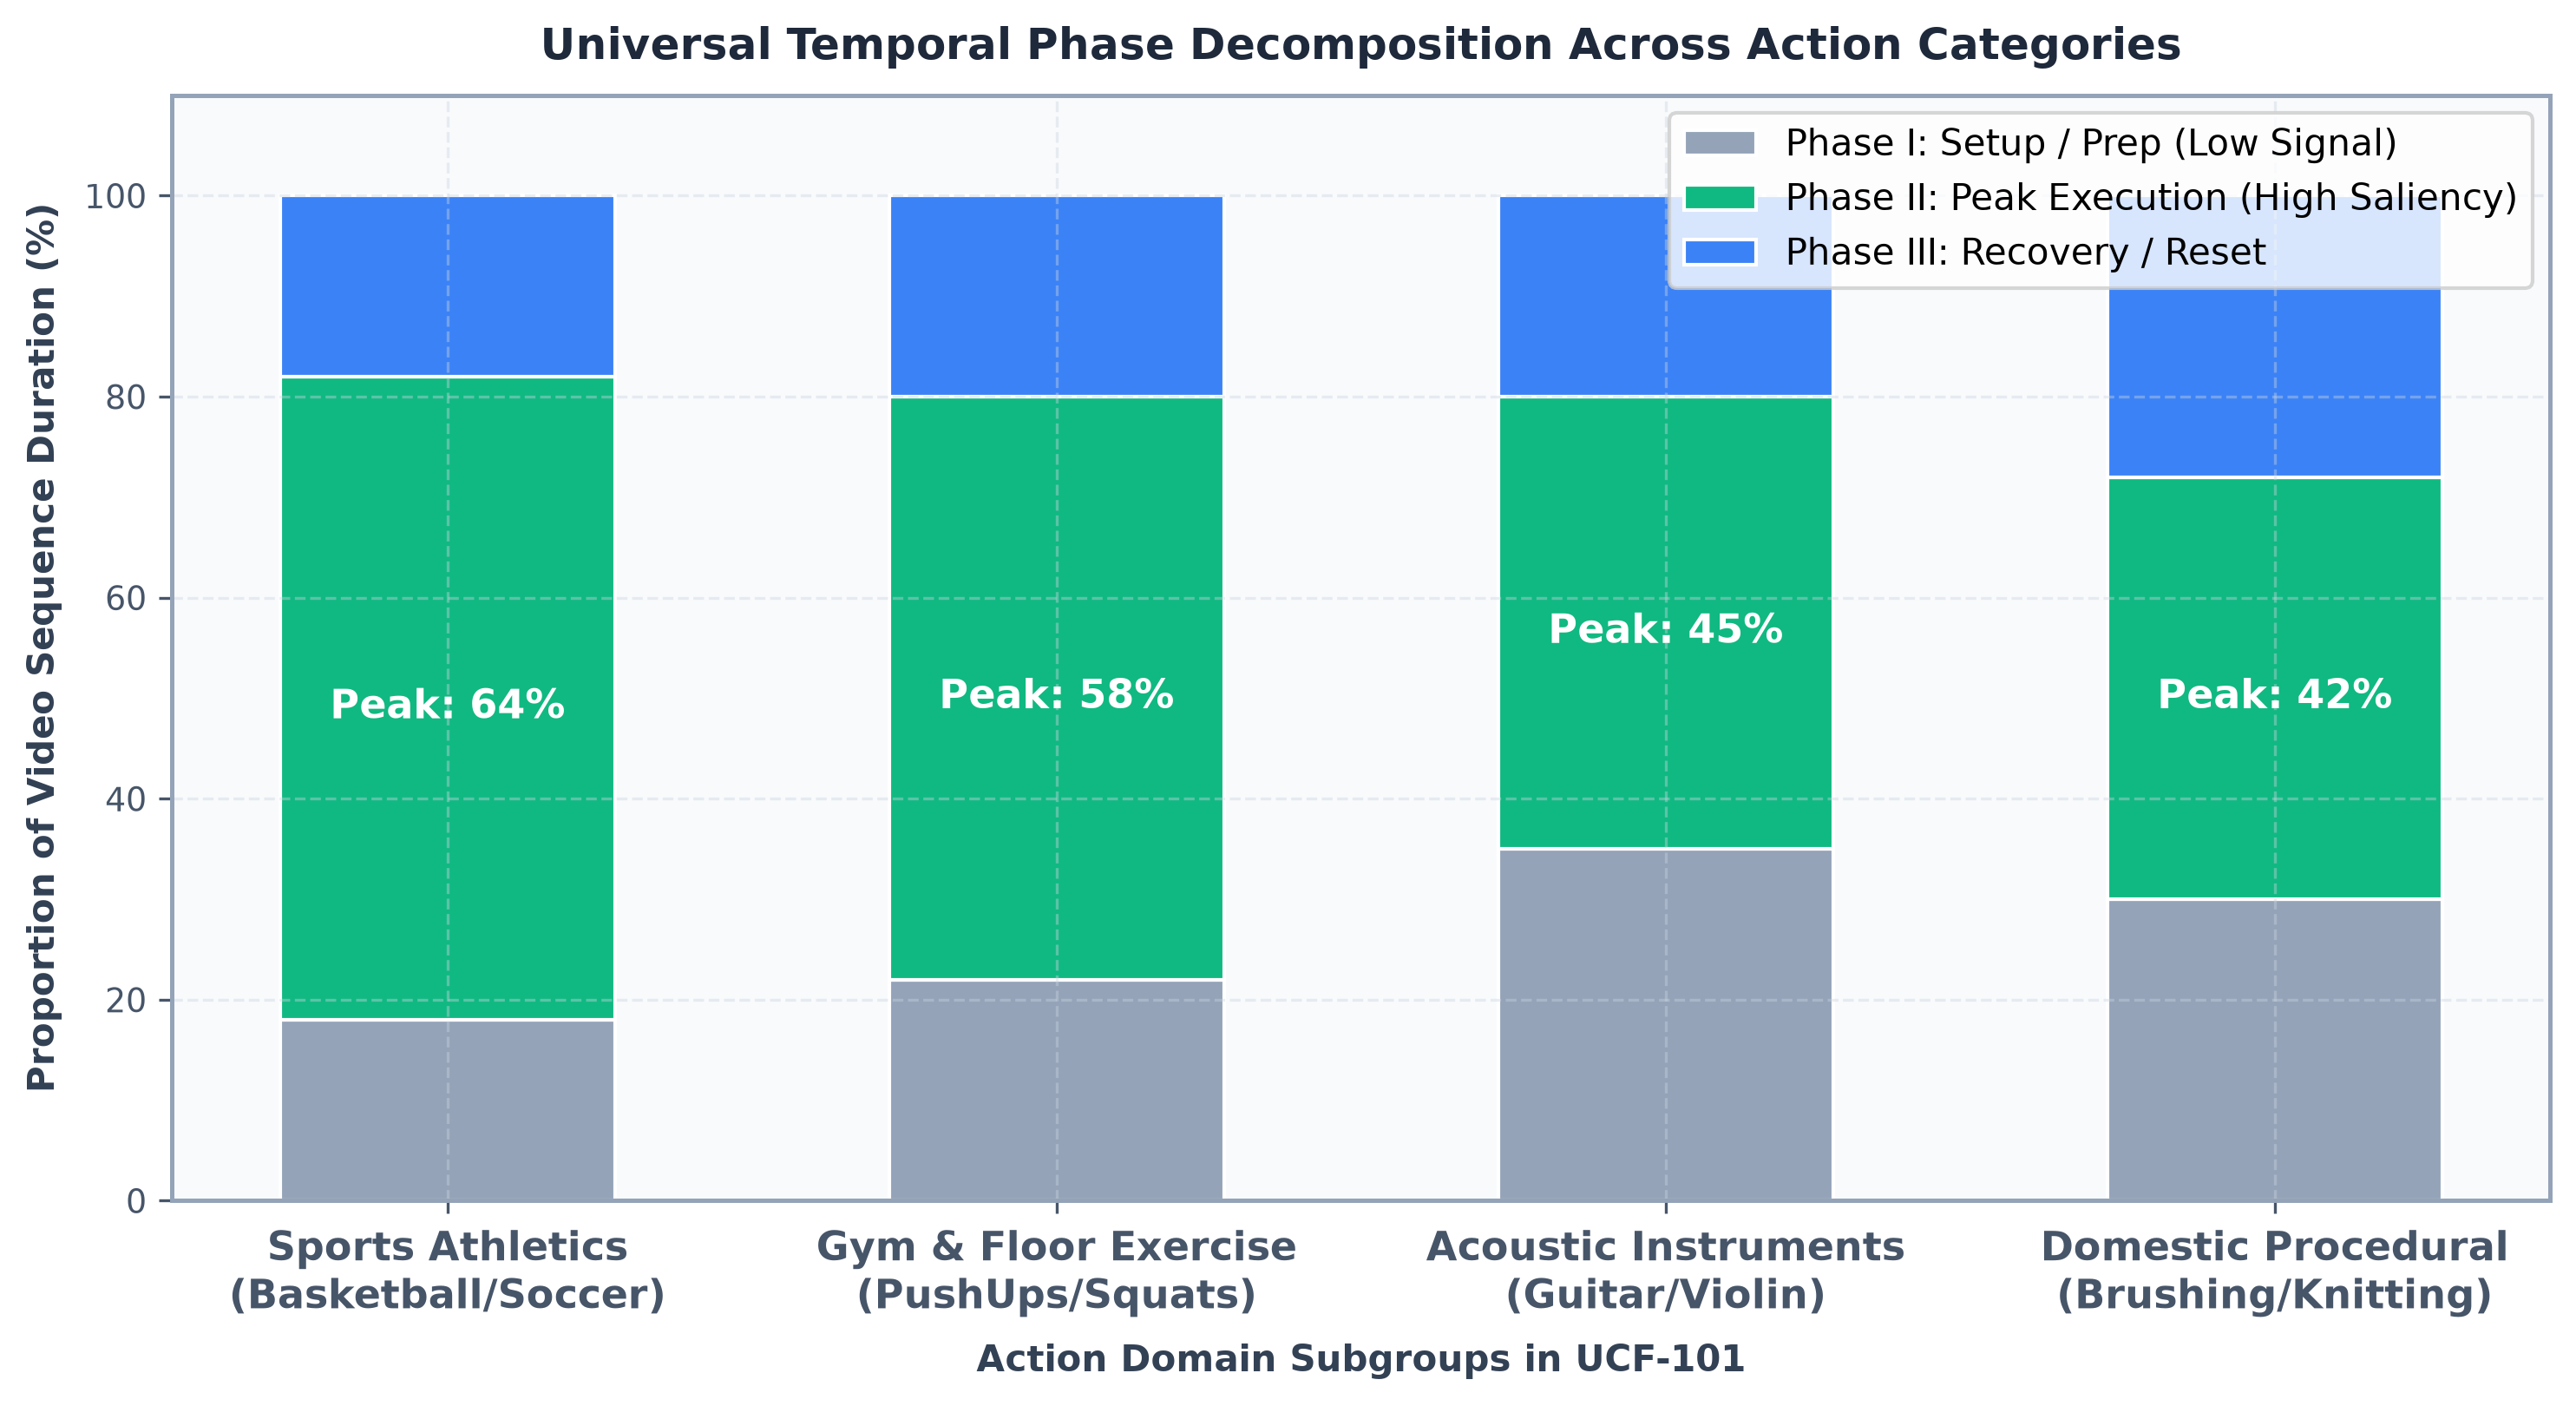 Universal Temporal Phase Decomposition Across Action Categories
Phase I: Setup / Prep (Low Signal)
Phase II: Peak Execution (High Saliency)
Phase III: Recovery / Reset
Proportion of Video Sequence Duration (%)
100
80
60
40
20
0
Peak: 64%
Peak: 58%
Peak: 45%
Peak: 42%
Sports Athletics
(Basketball/Soccer)
Gym & Floor Exercise
(PushUps/Squats)
Acoustic Instruments
(Guitar/Violin)
Domestic Procedural
(Brushing/Knitting)
Action Domain Subgroups in UCF-101